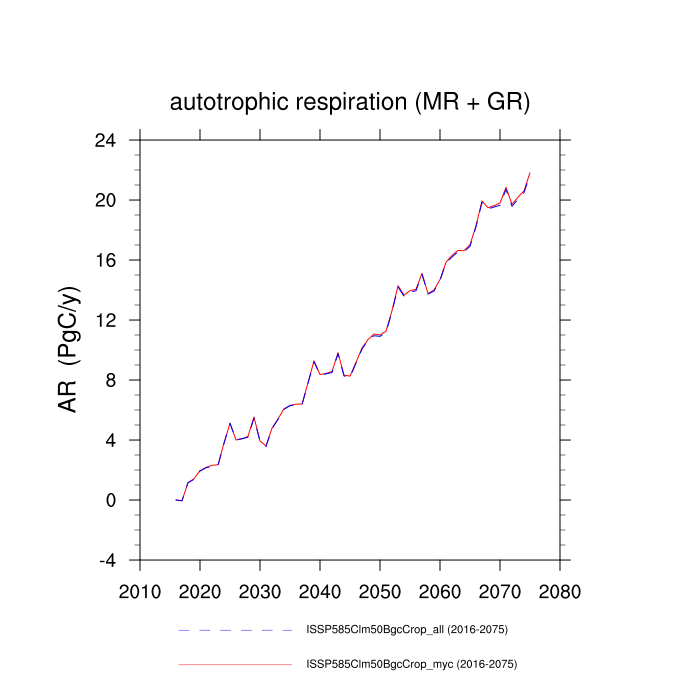 autotrophic respiration (MR + GR)
24
20
16
12
8
4
0
-4
AR (PgC/y)
2010 2020 2030 2040 2050 2060 2070 2080
ISSP585Clm50BgcCrop_all (2016-2075)
ISSP585Clm50BgcCrop_myc (2016-2075)